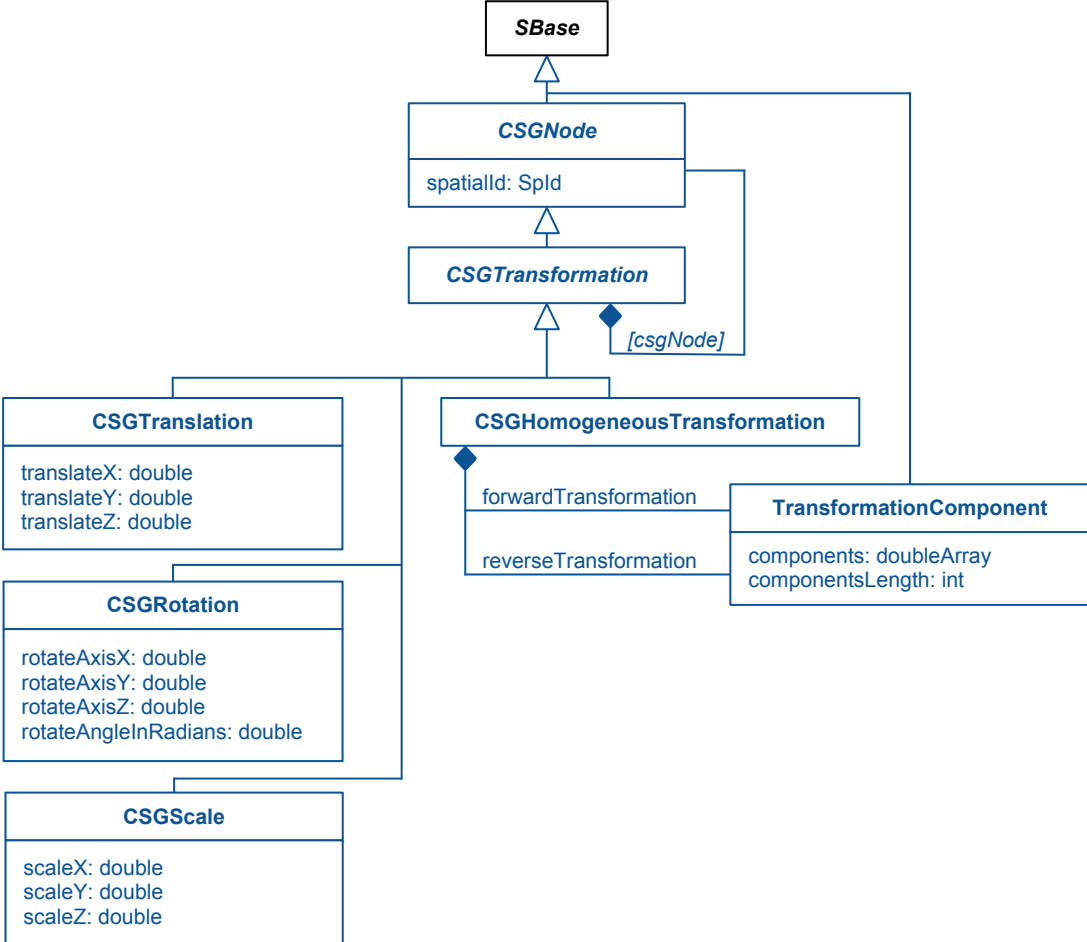 SBase
CSGNode
spatialId: SpId
CSGTransformation
[csgNode]
CSGTranslation
translateX: double
translateY: double
translateZ: double
CSGHomogeneousTransformation
forwardTransformation
reverseTransformation
TransformationComponent
components: doubleArray
componentsLength: int
CSGRotation
rotateAxisX: double
rotateAxisY: double
rotateAxisZ: double
rotateAngleInRadians: double
CSGScale
scaleX: double
scaleY: double
scaleZ: double